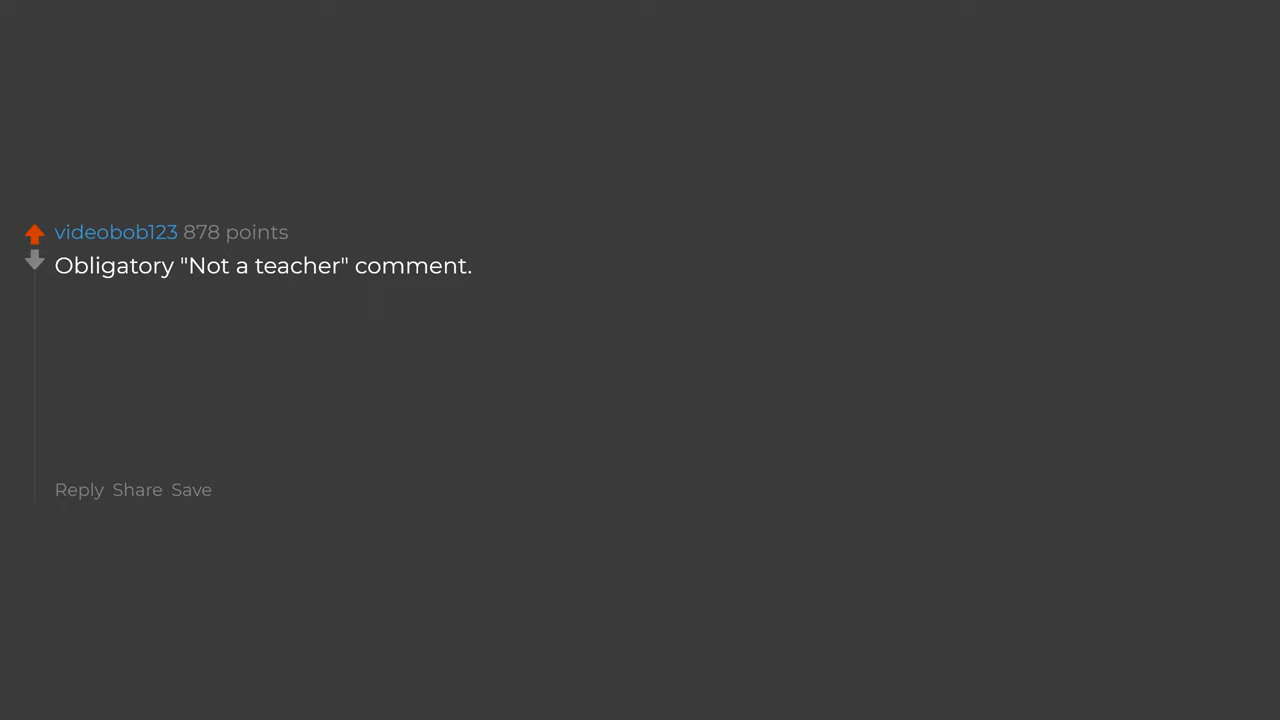 videobob123 878 points
Obligatory "Not a teacher" comment.
Reply Share Save